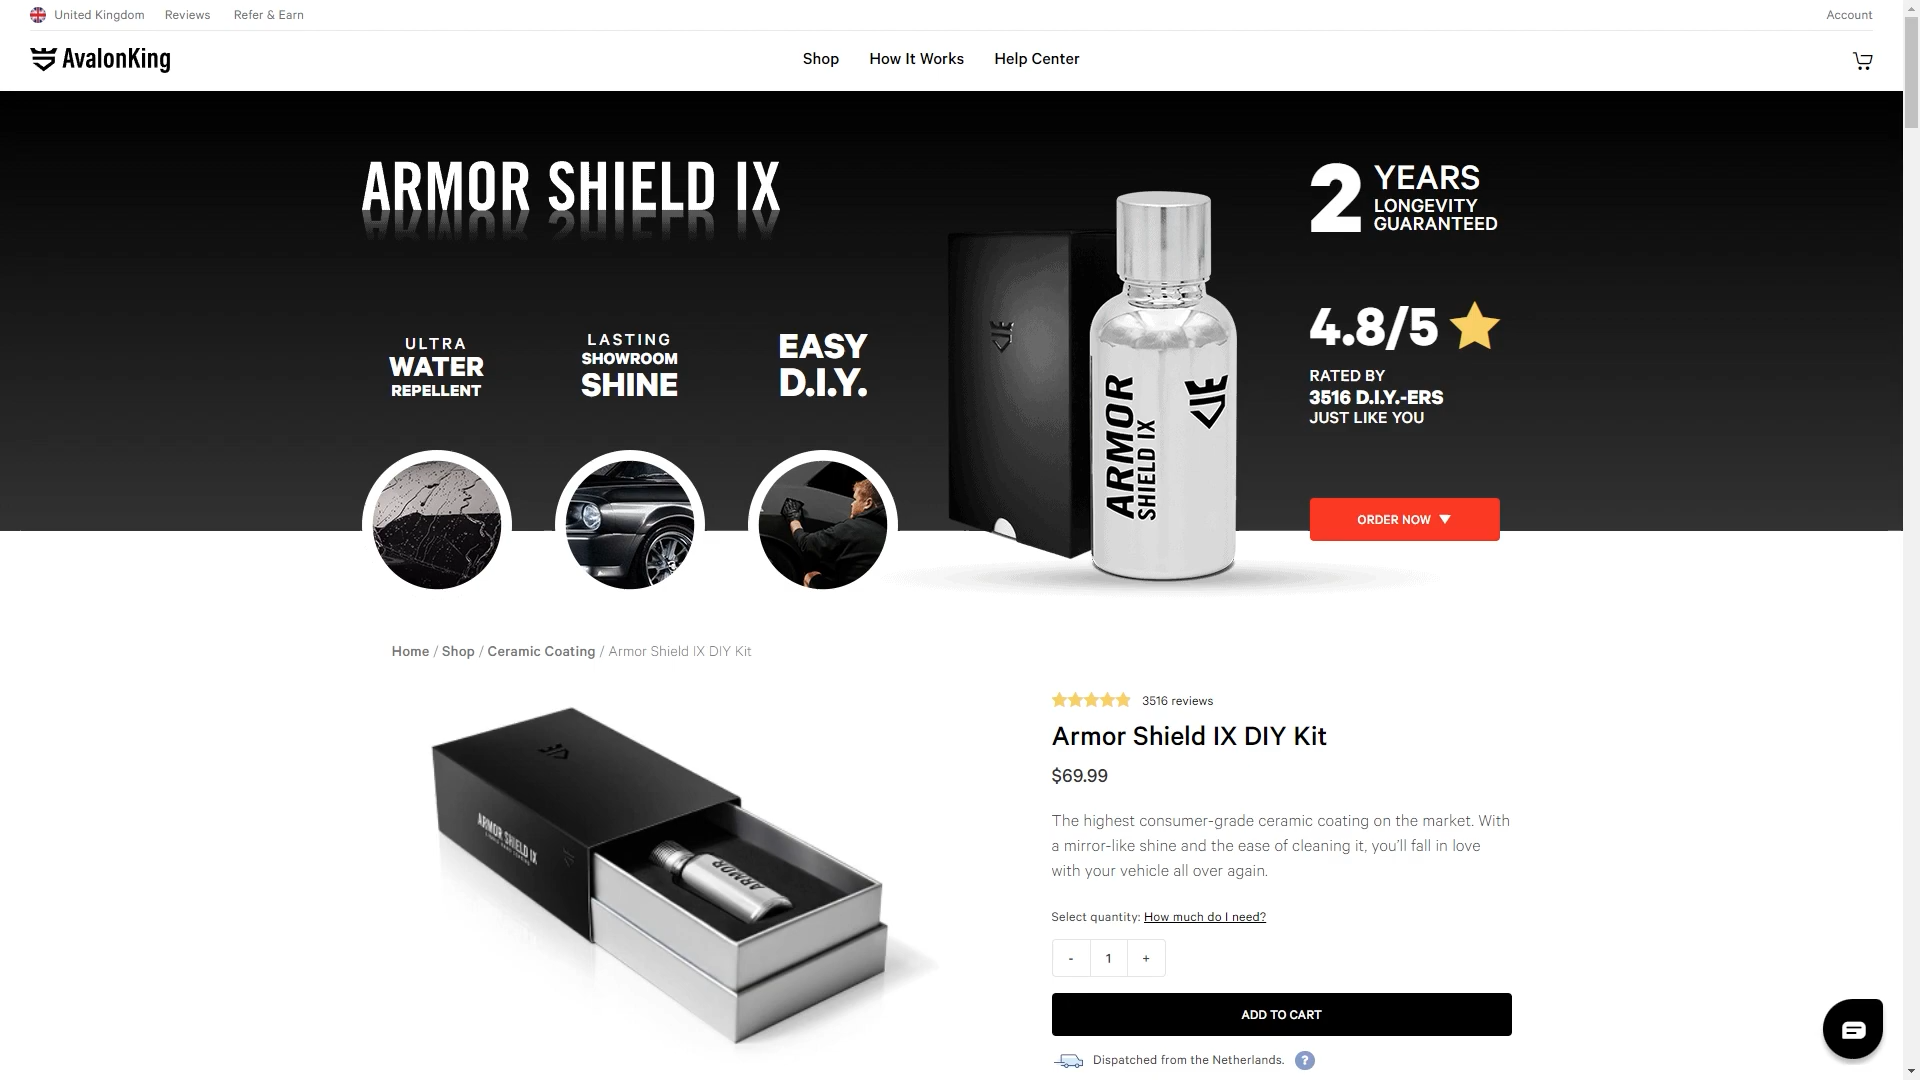 United Kingdom Reviews Refer & Earn Account
AvalonKing Shop How It Works Help Center
ARMOR SHIELD IX
ULTRA
WATER
REPELLENT
LASTING
SHOWROOM
SHINE
EASY
D.I.Y.
ARMOR
SHIELD IX
2 YEARS
LONGEVITY
GUARANTEED
4.8/5
RATED BY
3516 D.I.Y.-ERS
JUST LIKE YOU
ORDER NOW
Home / Shop / Ceramic Coating / Armor Shield IX DIY Kit
ARMOR SHIELD IX
ARMOR
3516 reviews
Armor Shield IX DIY Kit
$69.99
The highest consumer-grade ceramic coating on the market. With
a mirror-like shine and the ease of cleaning it, you'll fall in love
with your vehicle all over again.
Select quantity: How much do I need?
- 1 +
ADD TO CART
Dispatched from the Netherlands. ?